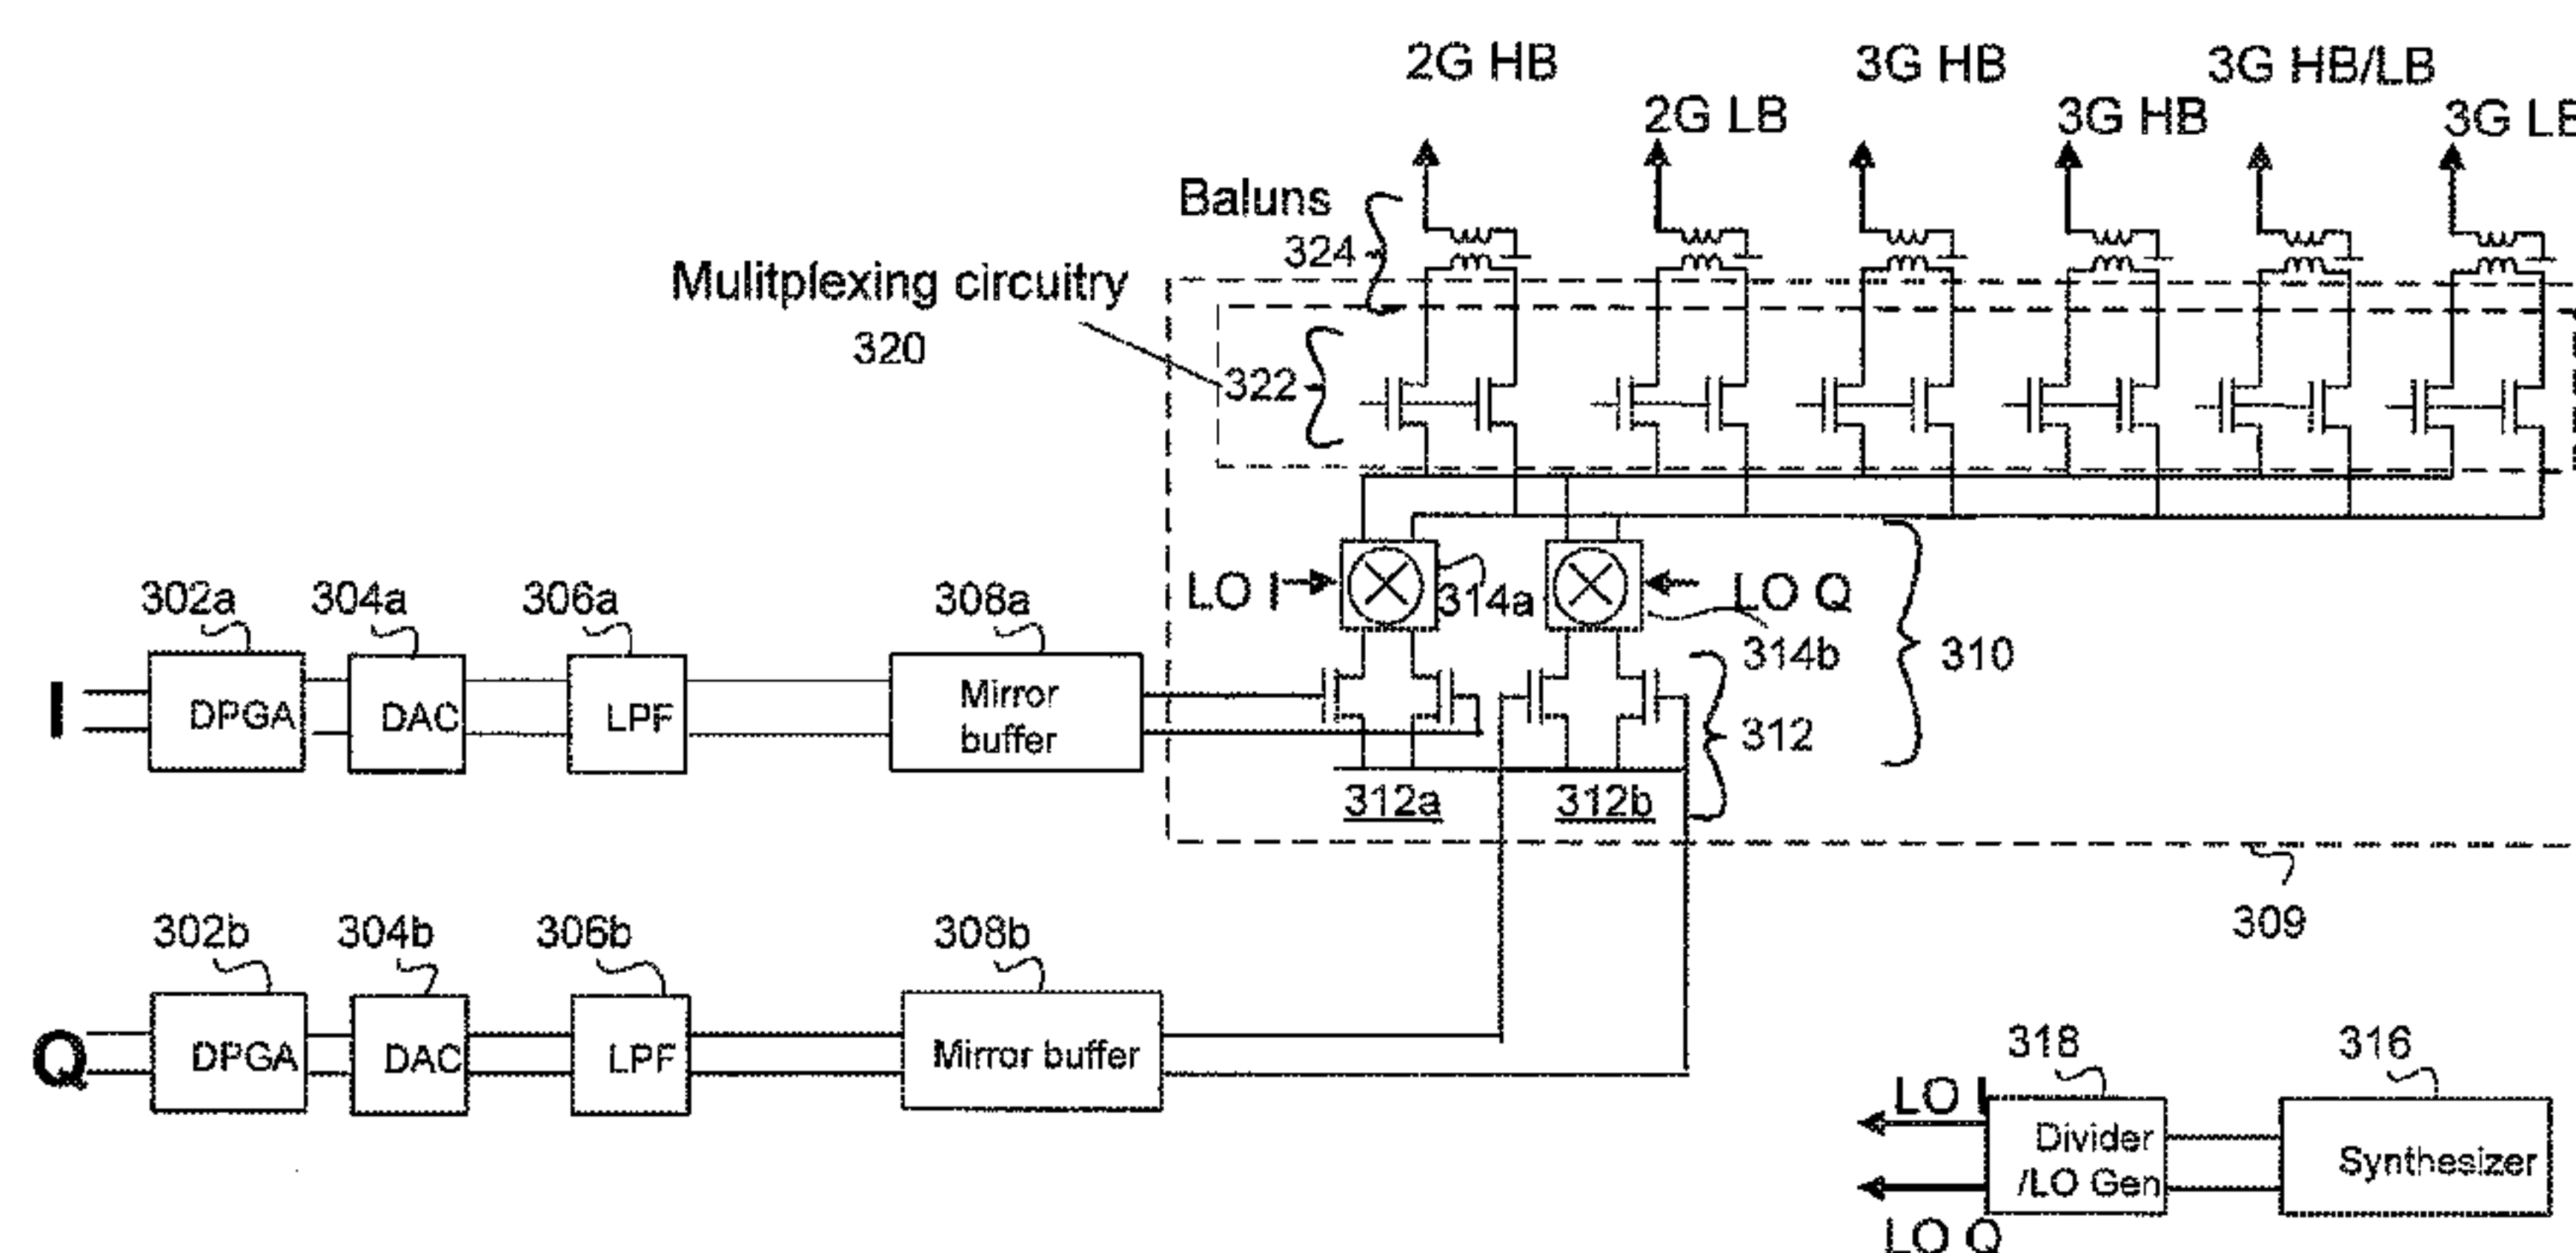 2G HB
3G HB
3G HB/LB
2G LB
3G HB
3G LB
Baluns
324
Mulitplexing circuitry
320
322
302a
304a
306a
308a
LO I
314a
LO Q
314b
310
I
DPGA
DAC
LPF
Mirror
buffer
312
312a
312b
309
302b
304b
306b
308b
Q
DPGA
DAC
LPF
Mirror buffer
318
316
LO I
Divider
/LO Gen
Synthesizer
LO Q